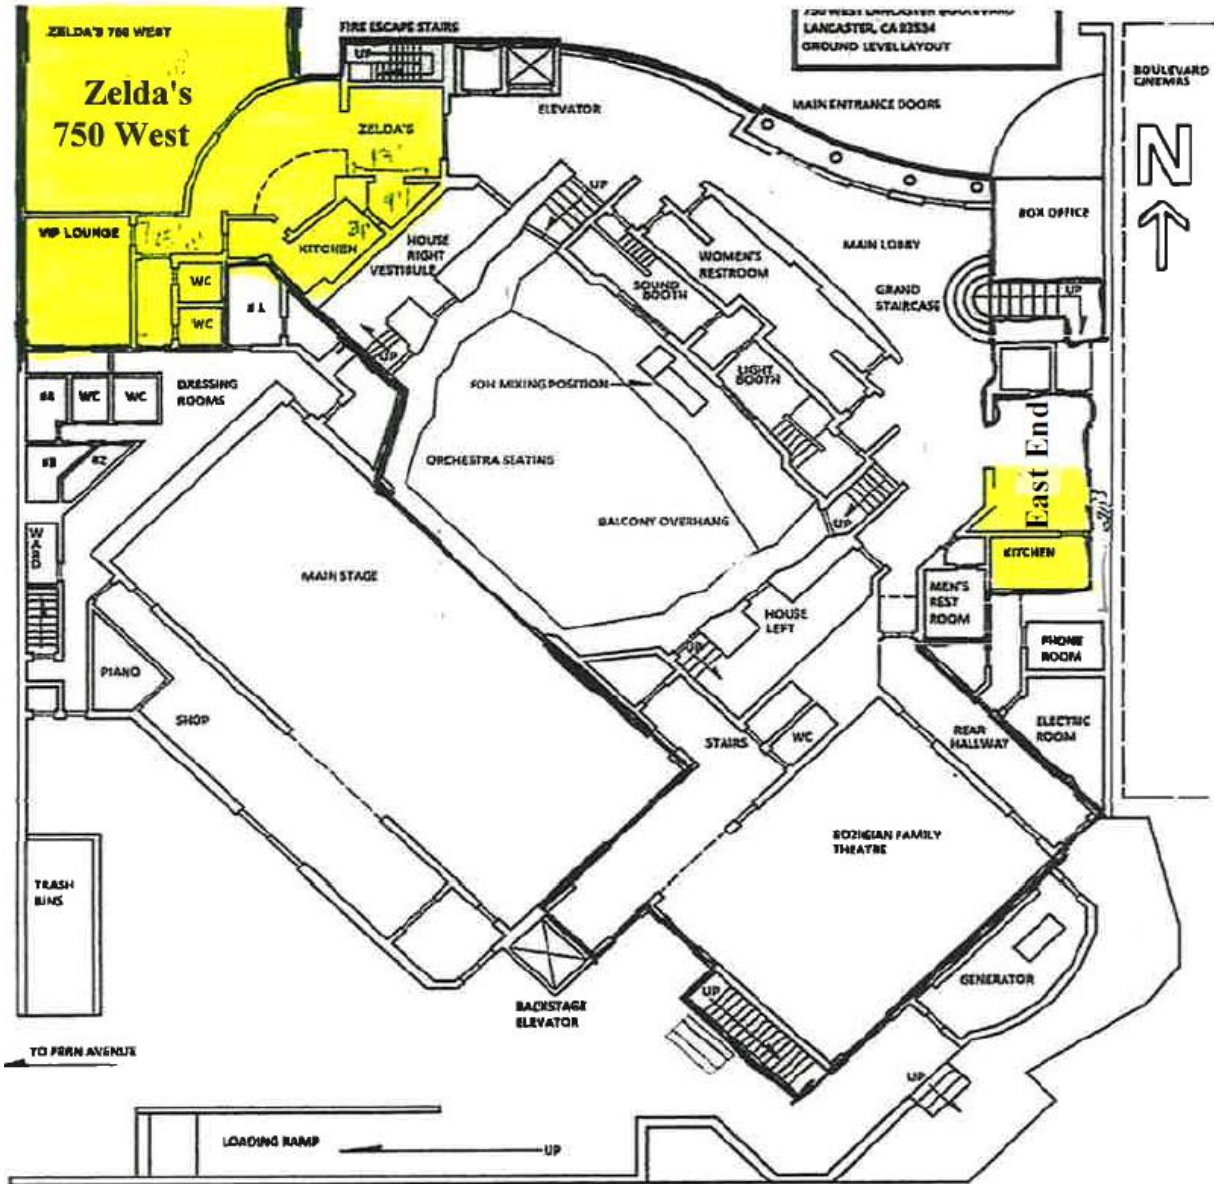 ZELDA'S 750 WEST
Zelda's
750 West
FIRE ESCAPE STAIRS
UP
750 WEST LANCASTER BOULEVARD
LANCASTER, CA 93534
GROUND LEVEL LAYOUT
BOULEVARD
CINEMAS
N
ELEVATOR
MAIN ENTRANCE DOORS
ZELDA'S
UP
BOX OFFICE
VIP LOUNGE
KITCHEN
HOUSE
RIGHT
VESTIBULE
WOMEN'S
RESTROOM
MAIN LOBBY
SOUND
BOOTH
GRAND
STAIRCASE
UP
WC
WC
#1
UP
DRESSING
ROOMS
FOH MIXING POSITION
LIGHT
BOOTH
#4
WC
WC
#3
#2
ORCHESTRA SEATING
East End
BALCONY OVERHANG
UP
WARD
MAIN STAGE
KITCHEN
MEN'S
REST
ROOM
HOUSE
LEFT
UP
PHONE
ROOM
PIANO
SHOP
STAIRS
WC
REAR
HALLWAY
ELECTRIC
ROOM
BOZIGIAN FAMILY
THEATRE
TRASH
BINS
GENERATOR
UP
BACKSTAGE
ELEVATOR
TO FERN AVENUE
UP
LOADING RAMP
UP